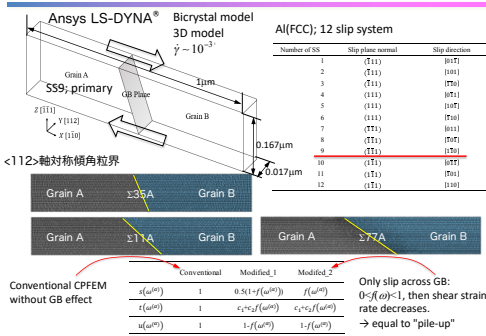 Ansys LS-DYNA®
Bicrystal model
3D model
γ̇ ~ 10⁻³
Al(FCC); 12 slip system
Number of SS Slip plane normal Slip direction
1 (1̄11) [011̄]
2 (1̄11) [101]
3 (1̄11) [1̄1̄0]
4 (111) [011̄]
5 (111) [101̄]
6 (111) [1̄10]
7 (1̄1̄1) [011]
8 (1̄1̄1) [1̄01̄]
9 (1̄1̄1) [11̄0]
10 (11̄1) [01̄1̄]
11 (11̄1) [1̄01]
12 (11̄1) [110]
1μm
Grain A
GB Plane
SS9; primary
Grain B
Z [1̄1̄1]
Y [112]
X [11̄0]
0.167μm
0.017μm
<112>軸対称傾角粒界
Grain A Σ35A Grain B
Grain A Σ11A Grain B
Grain A Σ77A Grain B
Conventional CPFEM
without GB effect
Conventional Modified_1 Modifed_2
s(ω⁽ᵅ⁾) 1 0.5(1+f(ω⁽ᵅ⁾)) f(ω⁽ᵅ⁾)
t(ω⁽ᵅ⁾) 1 c₁+c₂f(ω⁽ᵅ⁾) c₁+c₂f(ω⁽ᵅ⁾)
u(ω⁽ᵅ⁾) 1 1-f(ω⁽ᵅ⁾) 1-f(ω⁽ᵅ⁾)
Only slip across GB:
0<f(ω)<1, then shear strain
rate decreases.
→ equal to "pile-up"